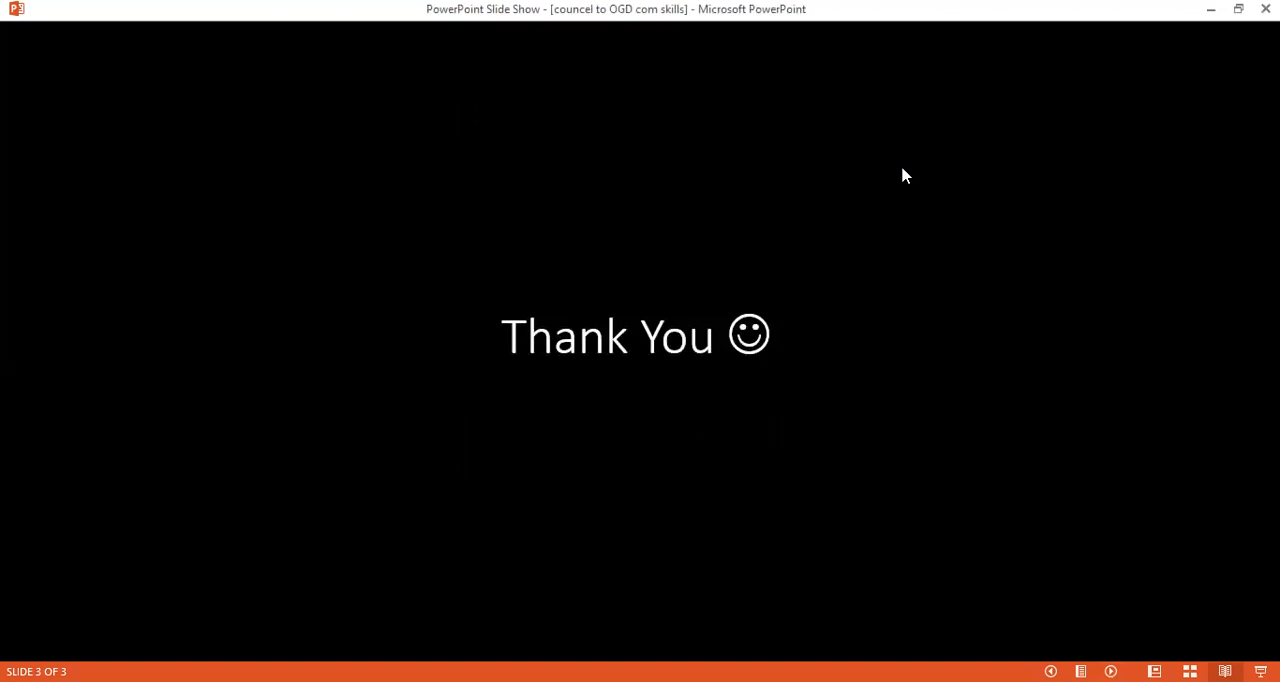 PowerPoint Slide Show - [councel to OGD com skills] - Microsoft PowerPoint
Thank You ☺
SLIDE 3 OF 3